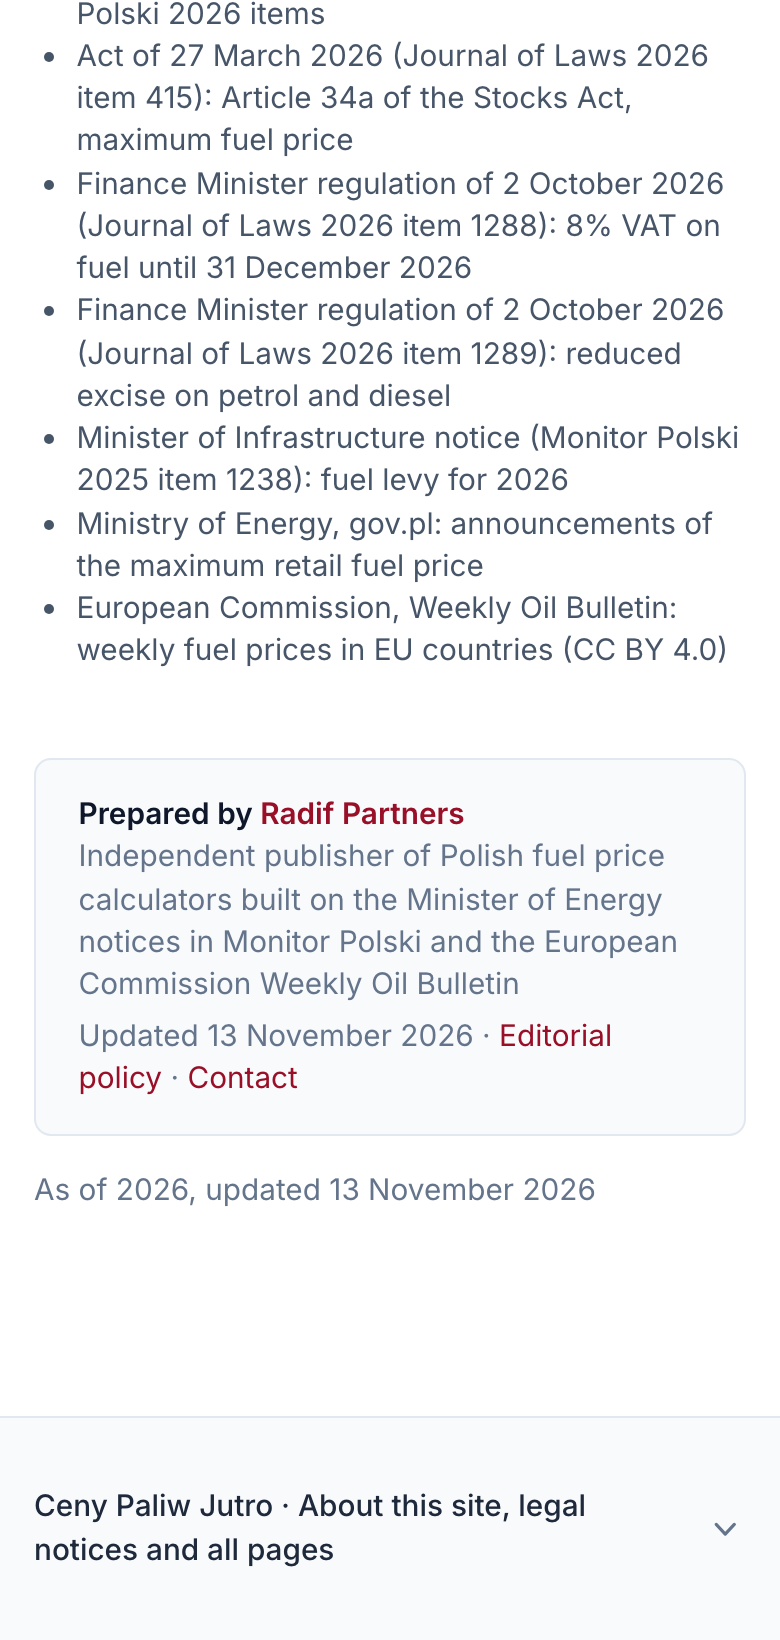 Polski 2026 items
• Act of 27 March 2026 (Journal of Laws 2026
item 415): Article 34a of the Stocks Act,
maximum fuel price
• Finance Minister regulation of 2 October 2026
(Journal of Laws 2026 item 1288): 8% VAT on
fuel until 31 December 2026
• Finance Minister regulation of 2 October 2026
(Journal of Laws 2026 item 1289): reduced
excise on petrol and diesel
• Minister of Infrastructure notice (Monitor Polski
2025 item 1238): fuel levy for 2026
• Ministry of Energy, gov.pl: announcements of
the maximum retail fuel price
• European Commission, Weekly Oil Bulletin:
weekly fuel prices in EU countries (CC BY 4.0)
Prepared by Radif Partners
Independent publisher of Polish fuel price
calculators built on the Minister of Energy
notices in Monitor Polski and the European
Commission Weekly Oil Bulletin
Updated 13 November 2026 · Editorial
policy · Contact
As of 2026, updated 13 November 2026
Ceny Paliw Jutro · About this site, legal
notices and all pages